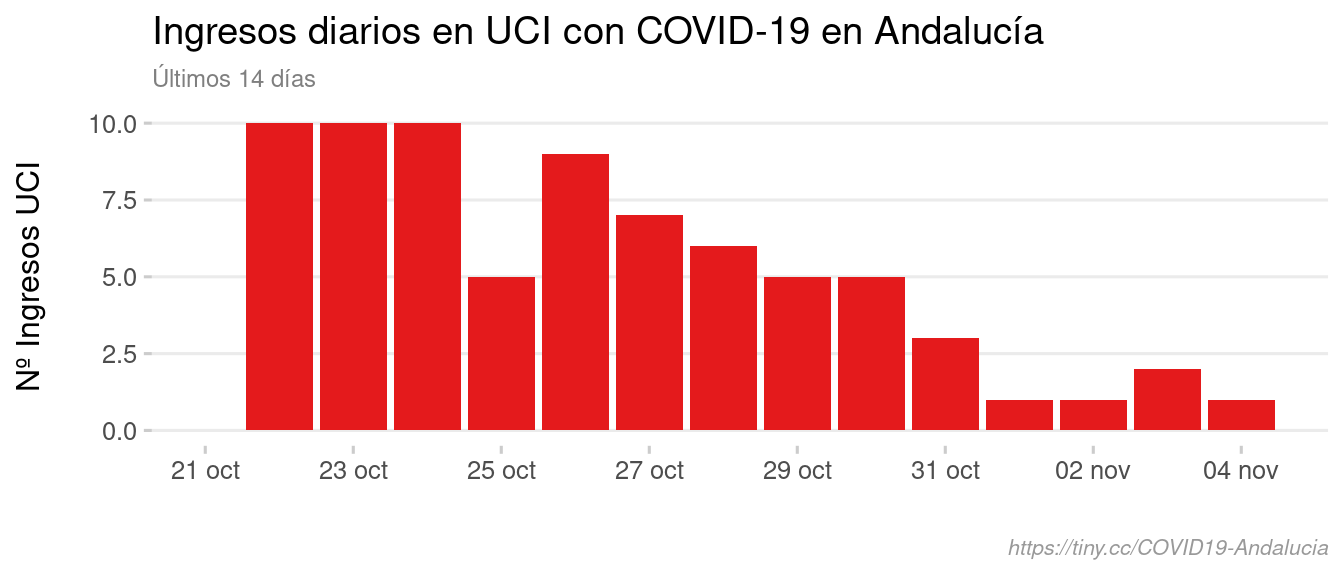 Ingresos diarios en UCI con COVID-19 en Andalucía
Últimos 14 días
Nº Ingresos UCI
10.0
7.5
5.0
2.5
0.0
21 oct 23 oct 25 oct 27 oct 29 oct 31 oct 02 nov 04 nov
https://tiny.cc/COVID19-Andalucia